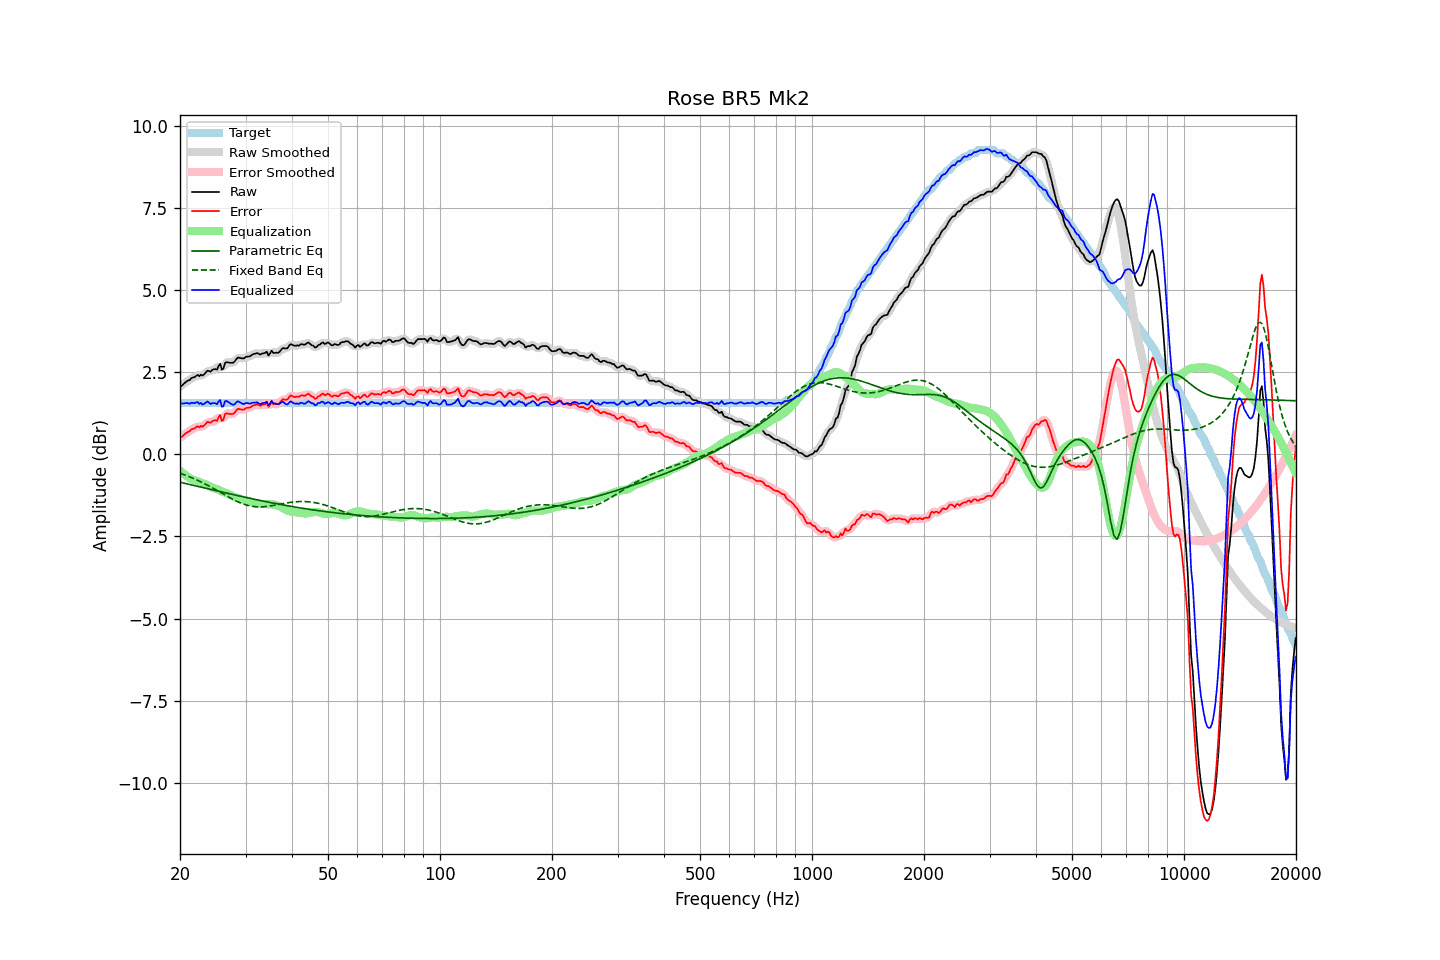 Rose BR5 Mk2
Target
Raw Smoothed
Error Smoothed
Raw
Error
Equalization
Parametric Eq
Fixed Band Eq
Equalized
10.0
7.5
5.0
2.5
0.0
−2.5
−5.0
−7.5
−10.0
Amplitude (dBr)
20 50 100 200 500 1000 2000 5000 10000 20000
Frequency (Hz)